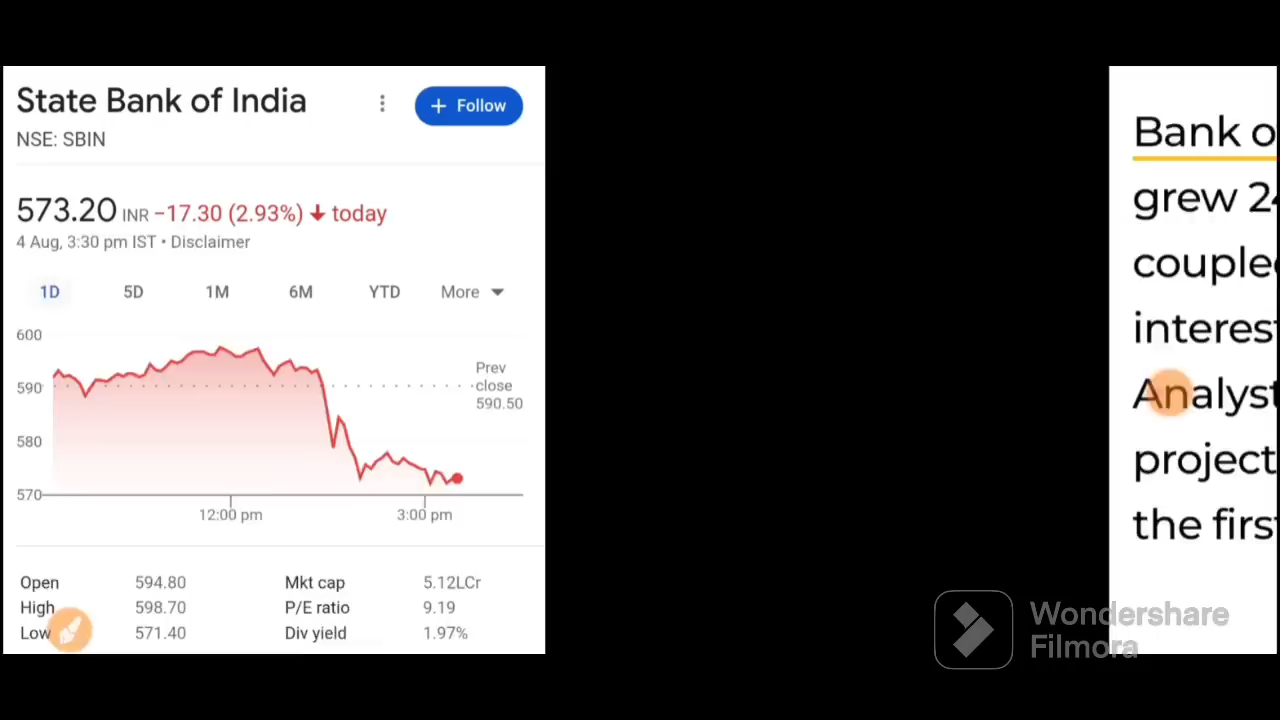 State Bank of India
+ Follow
NSE: SBIN
573.20 INR −17.30 (2.93%) ↓ today
4 Aug, 3:30 pm IST • Disclaimer
1D 5D 1M 6M YTD More
600
590
580
570
Prev
close
590.50
12:00 pm 3:00 pm
Open 594.80 Mkt cap 5.12LCr
High 598.70 P/E ratio 9.19
Low 571.40 Div yield 1.97%
Bank o
grew 24
couple
interes
Analyst
project
the first
Wondershare
Filmora